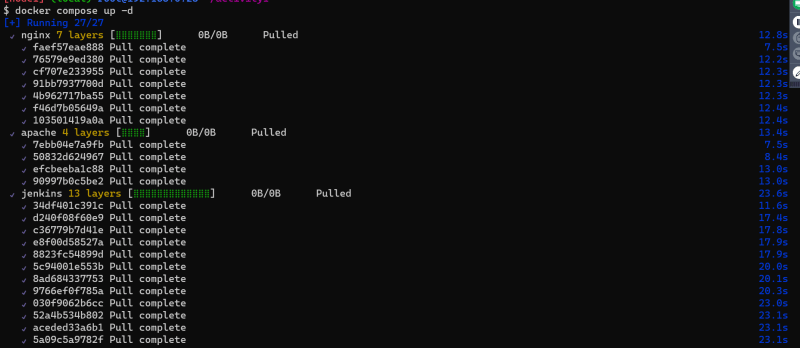 $ docker compose up -d
[+] Running 27/27
✓ nginx 7 layers [⣿⣿⣿⣿⣿⣿⣿] 0B/0B Pulled 12.8s
✓ faef57eae888 Pull complete 7.5s
✓ 76579e9ed380 Pull complete 12.2s
✓ cf707e233955 Pull complete 12.3s
✓ 91bb7937700d Pull complete 12.3s
✓ 4b962717ba55 Pull complete 12.3s
✓ f46d7b05649a Pull complete 12.4s
✓ 103501419a0a Pull complete 12.4s
✓ apache 4 layers [⣿⣿⣿⣿] 0B/0B Pulled 13.4s
✓ 7ebb04e7a9fb Pull complete 7.5s
✓ 50832d624967 Pull complete 8.4s
✓ efcbeeba1c88 Pull complete 13.0s
✓ 90997b0c5be2 Pull complete 13.0s
✓ jenkins 13 layers [⣿⣿⣿⣿⣿⣿⣿⣿⣿⣿⣿⣿⣿] 0B/0B Pulled 23.6s
✓ 34df401c391c Pull complete 11.6s
✓ d240f08f60e9 Pull complete 17.4s
✓ c36779b7d41e Pull complete 17.8s
✓ e8f00d58527a Pull complete 17.9s
✓ 8823fc54899d Pull complete 17.9s
✓ 5c94001e553b Pull complete 20.0s
✓ 8ad684337753 Pull complete 20.1s
✓ 9766ef0f785a Pull complete 20.3s
✓ 030f9062b6cc Pull complete 23.0s
✓ 52a4b534b802 Pull complete 23.1s
✓ aceded33a6b1 Pull complete 23.1s
✓ 5a09c5a9782f Pull complete 23.1s